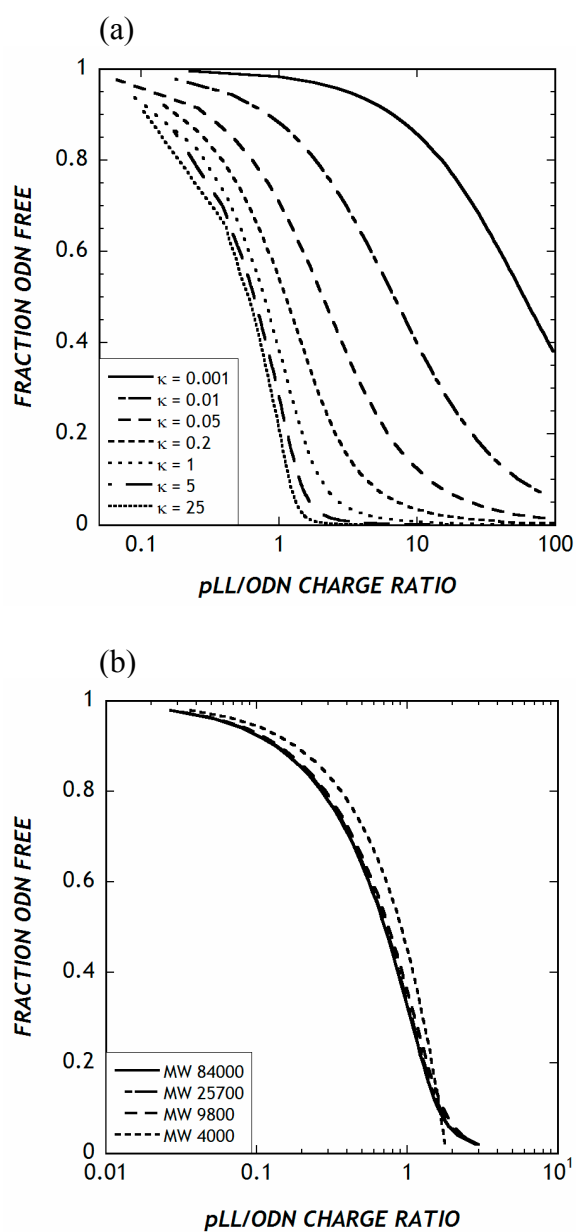 (a)
1
0.8
0.6
0.4
0.2
0
FRACTION ODN FREE
κ = 0.001
κ = 0.01
κ = 0.05
κ = 0.2
κ = 1
κ = 5
κ = 25
0.1 1 10 100
pLL/ODN CHARGE RATIO
(b)
1
0.8
0.6
0.4
0.2
0
FRACTION ODN FREE
MW 84000
MW 25700
MW 9800
MW 4000
0.01 0.1 1 10¹
pLL/ODN CHARGE RATIO